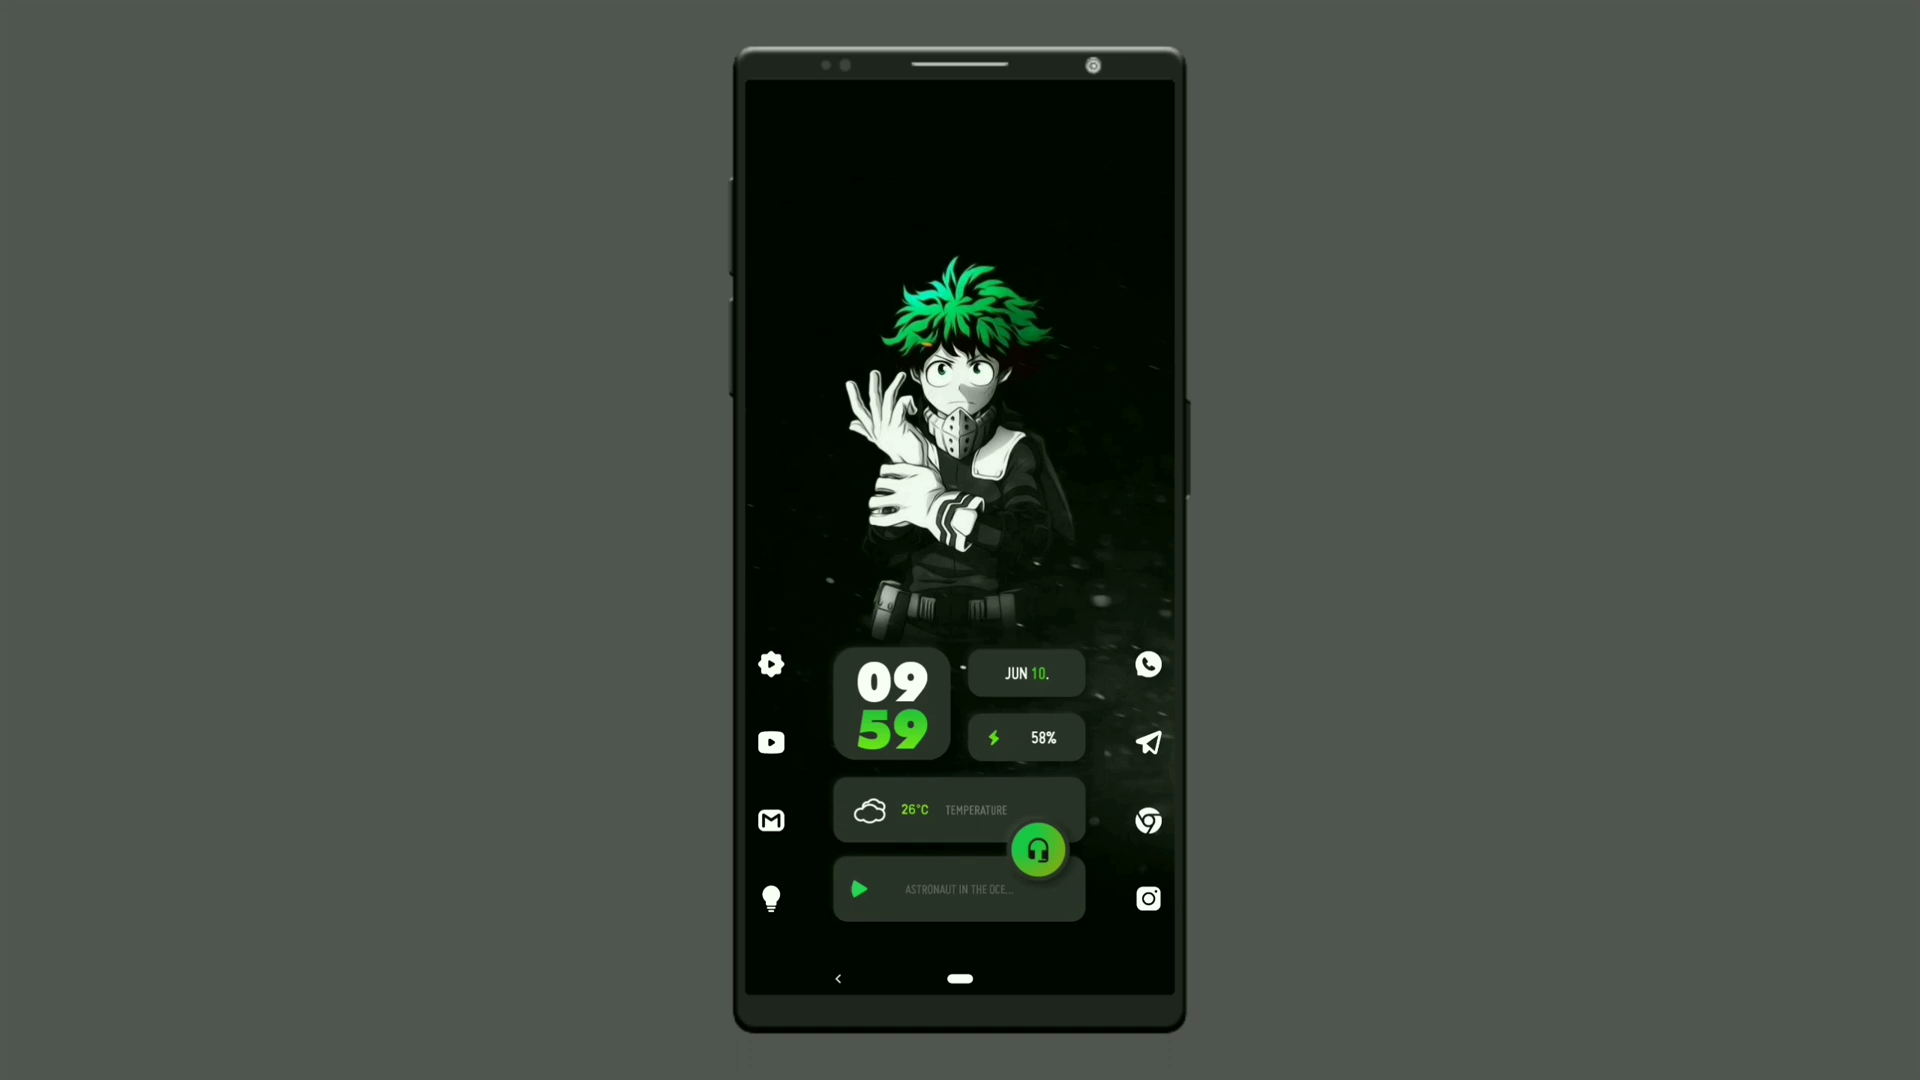 09
59
JUN 10.
58%
26°C TEMPERATURE
ASTRONAUT IN THE OCE...